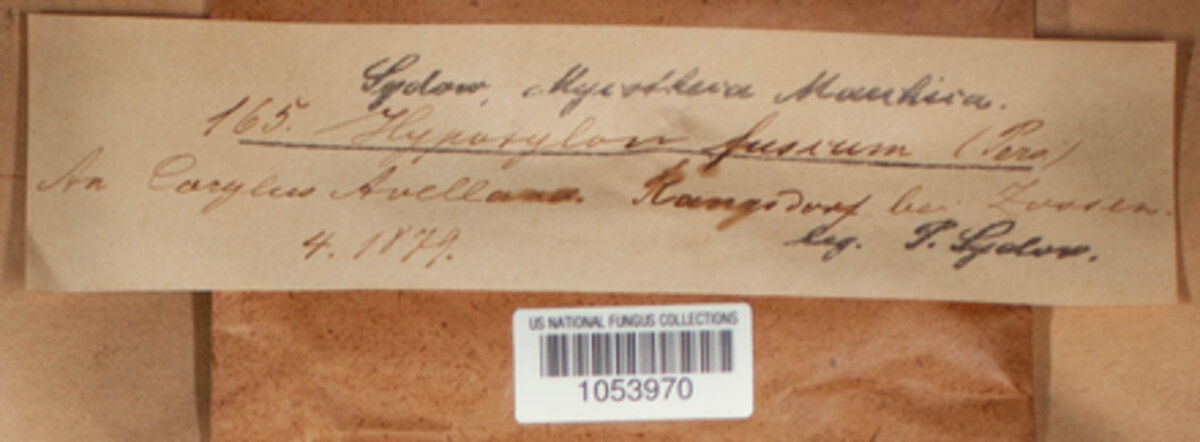 Sydow, Mycotheca Marchica.
165. Hypoxylon fuscum (Pers.)
An Corylus Avellana. Rangsdorf bei Zossen.
4. 1879. leg. P. Sydow.
US NATIONAL FUNGUS COLLECTIONS
1053970